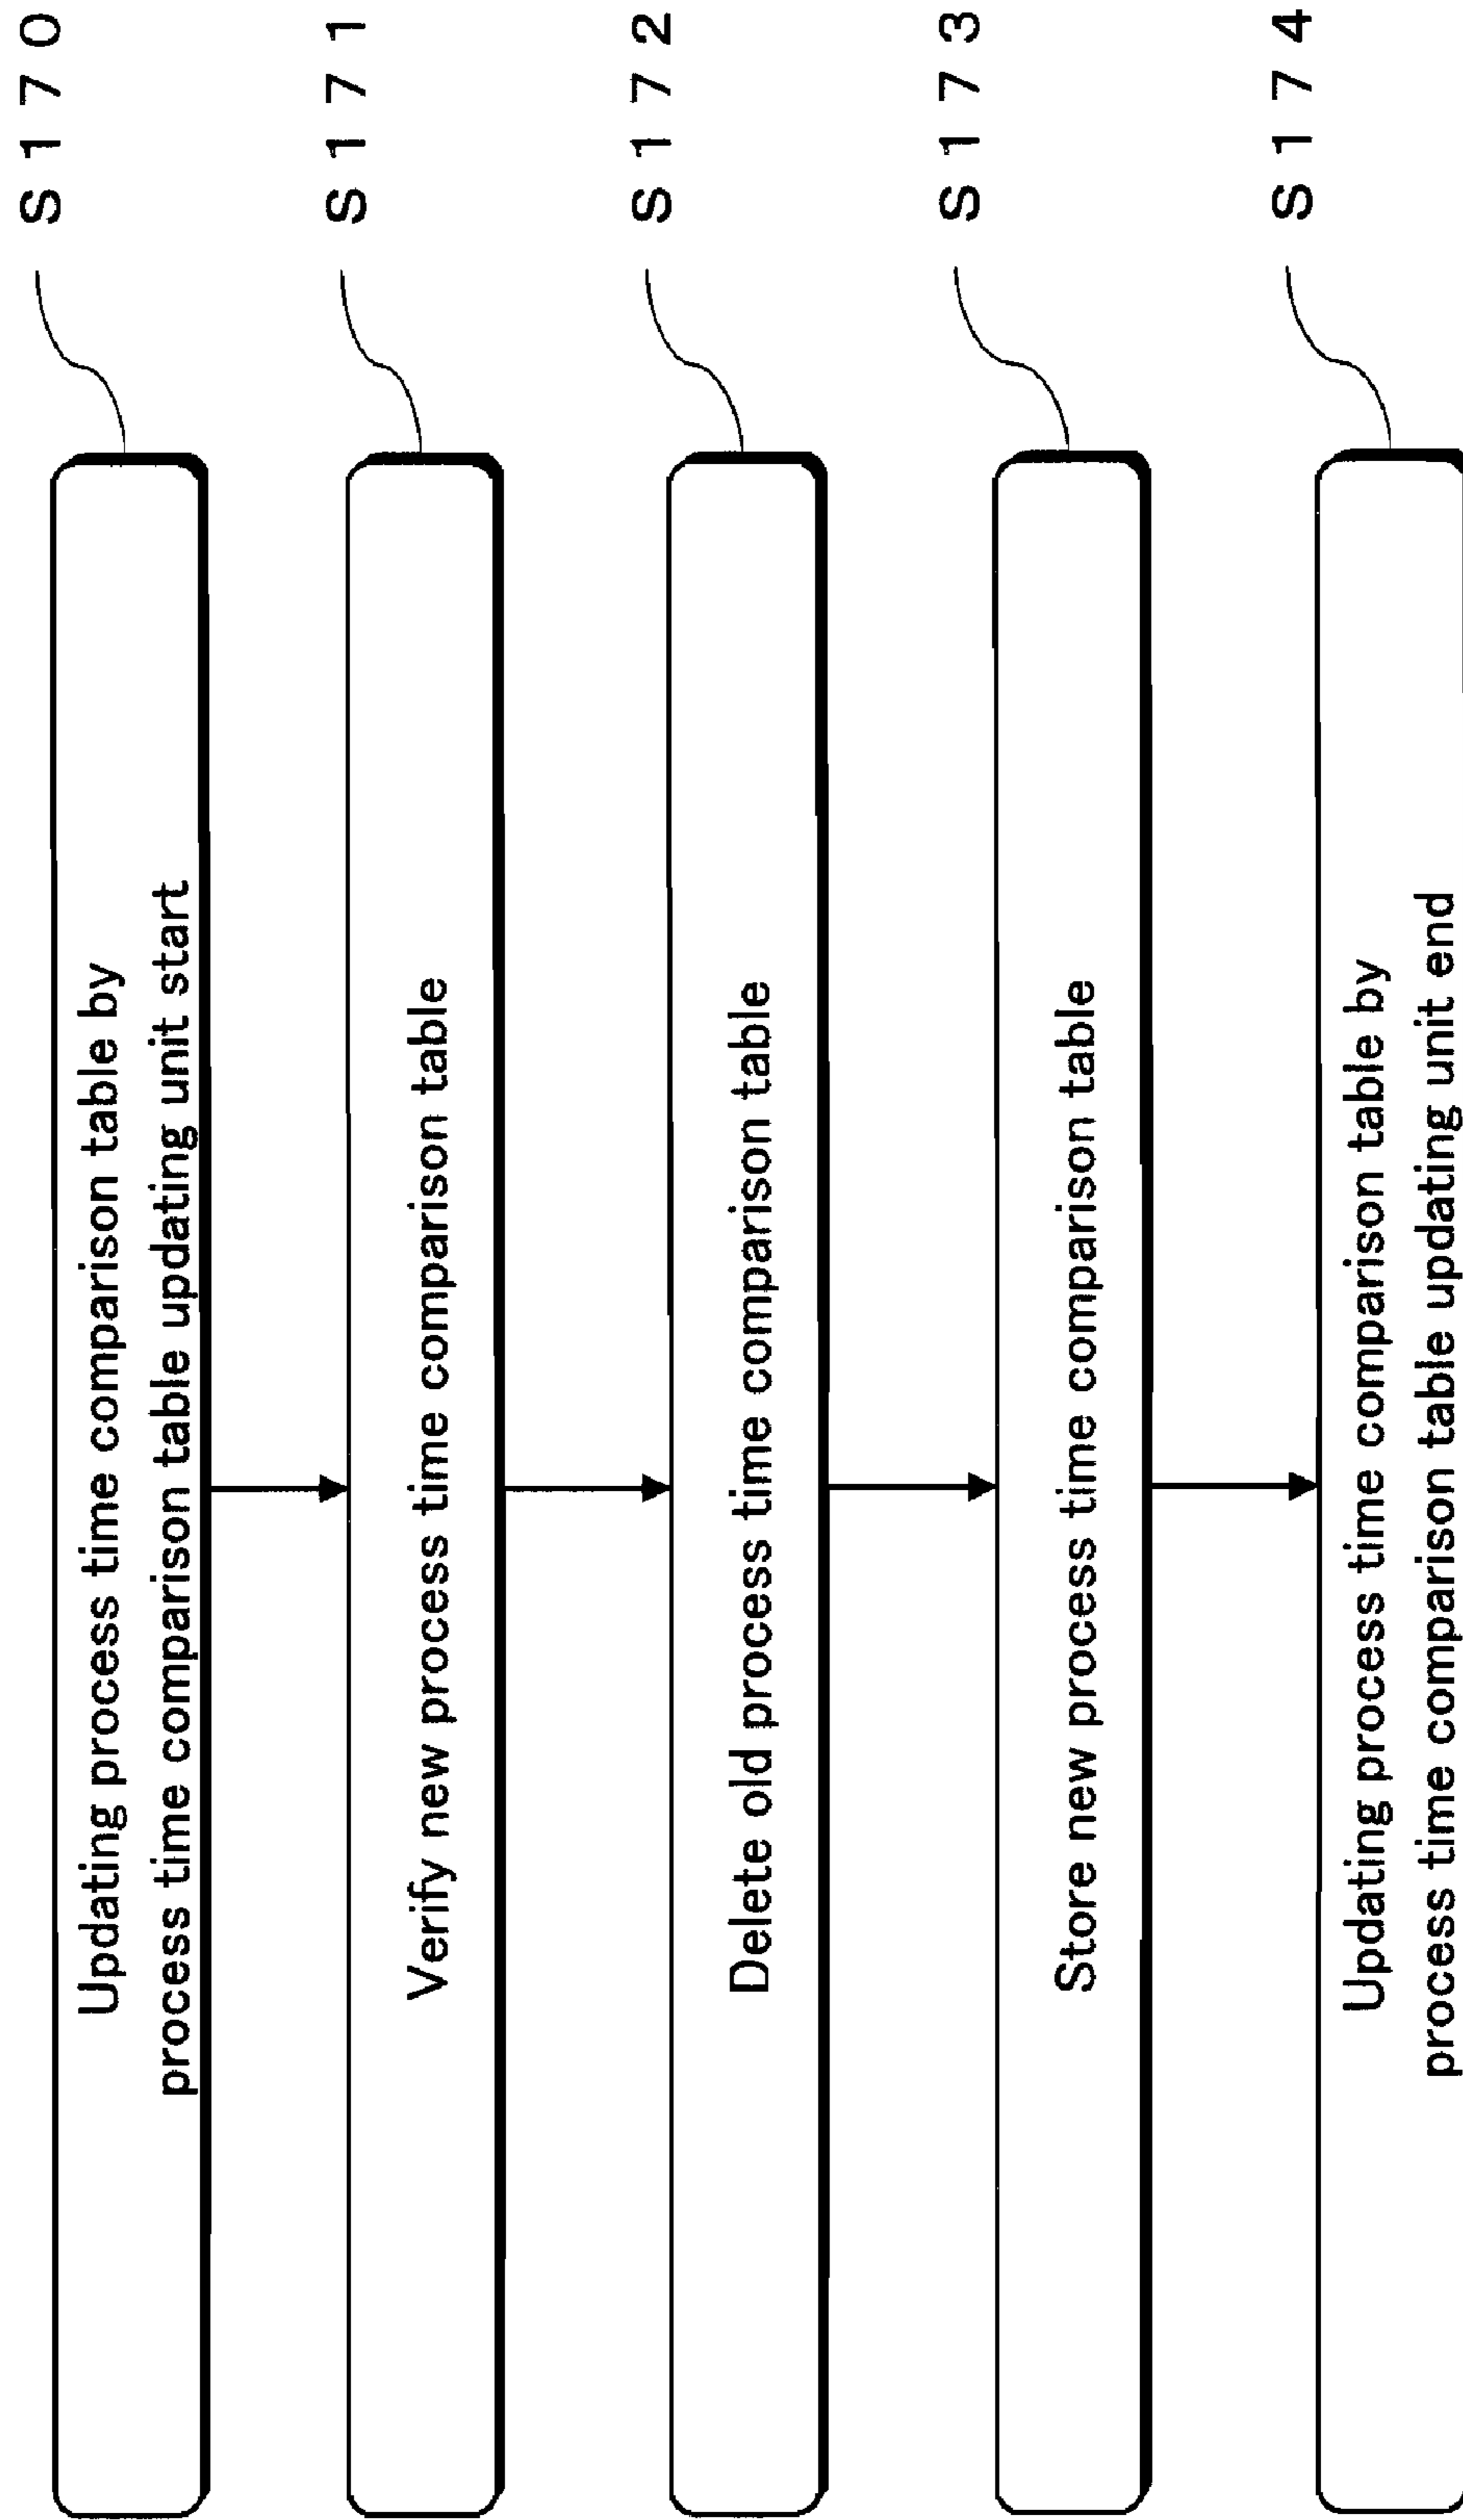 Updating process time comparison table by
process time comparison table updating unit start
S170
Verify new process time comparison table
S171
Delete old process time comparison table
S172
Store new process time comparison table
S173
Updating process time comparison table by
process time comparison table updating unit end
S174